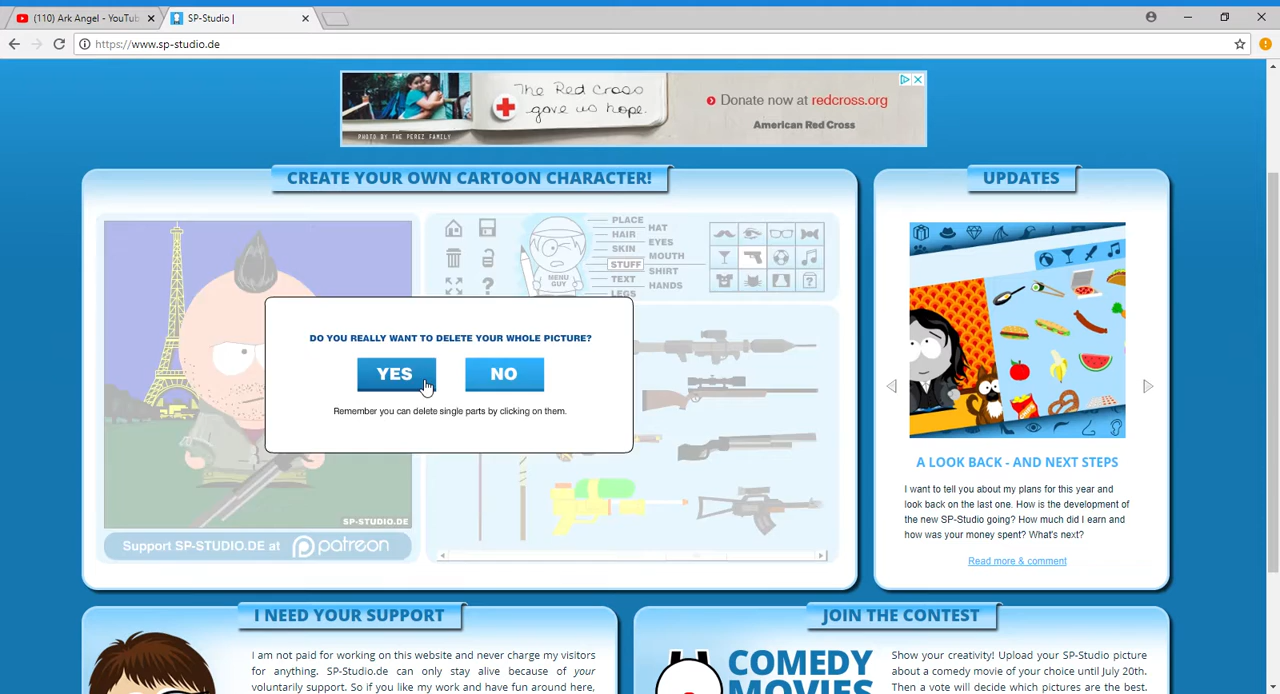 (110) Ark Angel - YouTub
SP-Studio |
https://www.sp-studio.de
The Red cross
gave us hope.
PHOTO BY THE PEREZ FAMILY
Donate now at redcross.org
American Red Cross
CREATE YOUR OWN CARTOON CHARACTER!
UPDATES
PLACE
HAIR
SKIN
STUFF
TEXT
LEGS
HAT
EYES
MOUTH
SHIRT
HANDS
MENU
GUY
DO YOU REALLY WANT TO DELETE YOUR WHOLE PICTURE?
YES
NO
Remember you can delete single parts by clicking on them.
SP-STUDIO.DE
Support SP-STUDIO.DE at patreon
A LOOK BACK - AND NEXT STEPS
I want to tell you about my plans for this year and
look back on the last one. How is the development of
the new SP-Studio going? How much did I earn and
how was your money spent? What's next?
Read more & comment
I NEED YOUR SUPPORT
I am not paid for working on this website and never charge my visitors
for anything. SP-Studio.de can only stay alive because of your
voluntarily support. So if you like my work and have fun around here,
JOIN THE CONTEST
COMEDY
MOVIES
Show your creativity! Upload your SP-Studio picture
about a comedy movie of your choice until July 20th.
Then a vote will decide which pictures are the best.